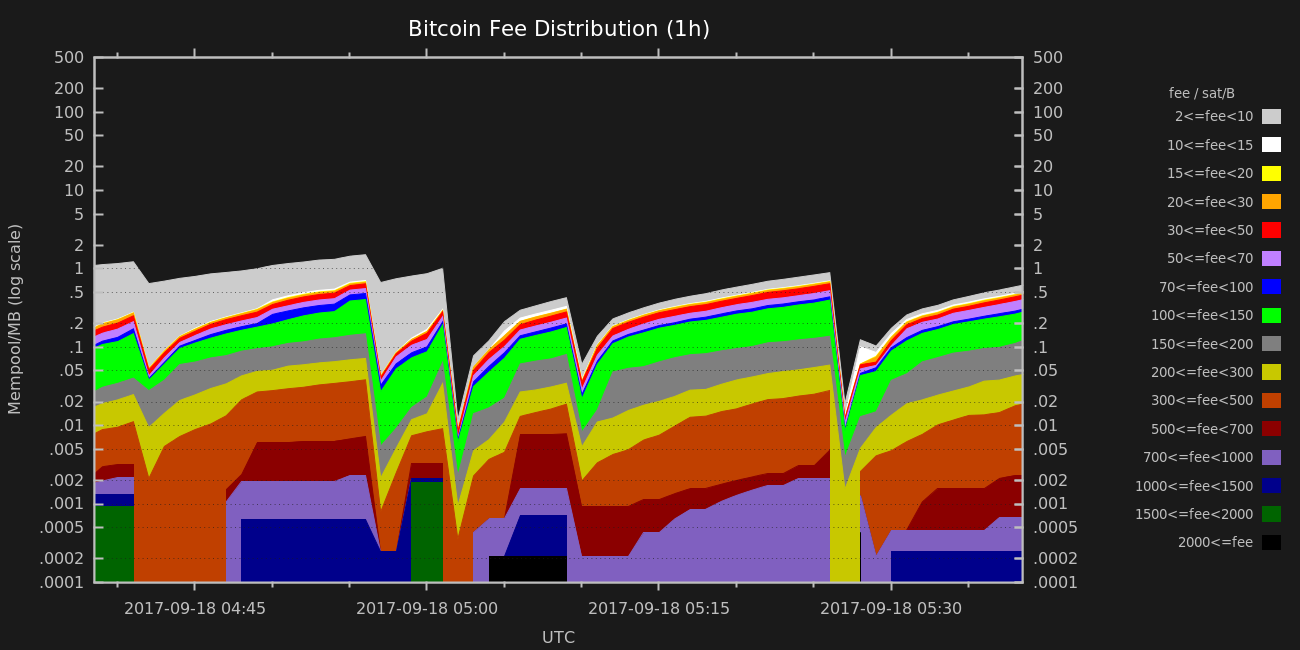 Bitcoin Fee Distribution (1h)
500 500
200 200
100 100
50 50
20 20
10 10
5 5
2 2
1 1
.5 .5
.2 .2
.1 .1
.05 .05
.02 .02
.01 .01
.005 .005
.002 .002
.001 .001
.0005 .0005
.0002 .0002
.0001 .0001
Mempool/MB (log scale)
2017-09-18 04:45 2017-09-18 05:00 2017-09-18 05:15 2017-09-18 05:30
UTC
fee / sat/B
2<=fee<10
10<=fee<15
15<=fee<20
20<=fee<30
30<=fee<50
50<=fee<70
70<=fee<100
100<=fee<150
150<=fee<200
200<=fee<300
300<=fee<500
500<=fee<700
700<=fee<1000
1000<=fee<1500
1500<=fee<2000
2000<=fee